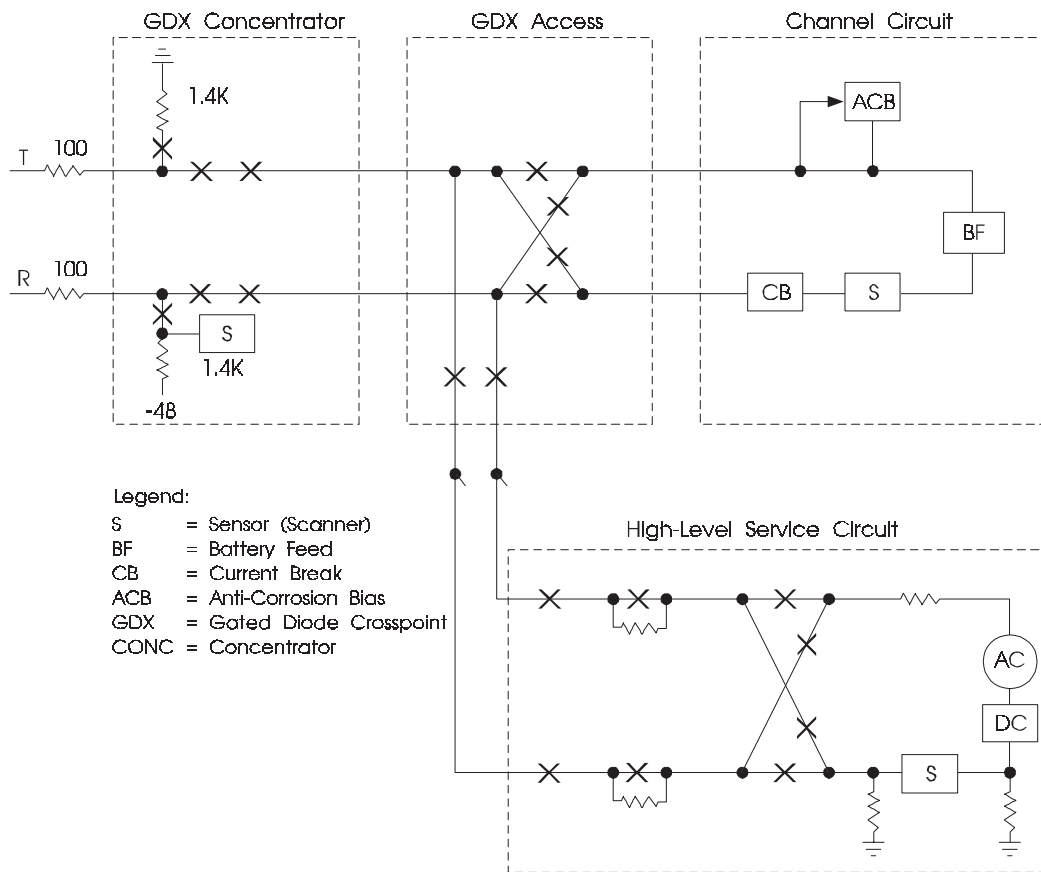 GDX Concentrator
GDX Access
Channel Circuit
1.4K
ACB
T
100
BF
R
100
CB
S
S
1.4K
-48
Legend:
S = Sensor (Scanner)
BF = Battery Feed
CB = Current Break
ACB = Anti-Corrosion Bias
GDX = Gated Diode Crosspoint
CONC = Concentrator
High-Level Service Circuit
AC
DC
S